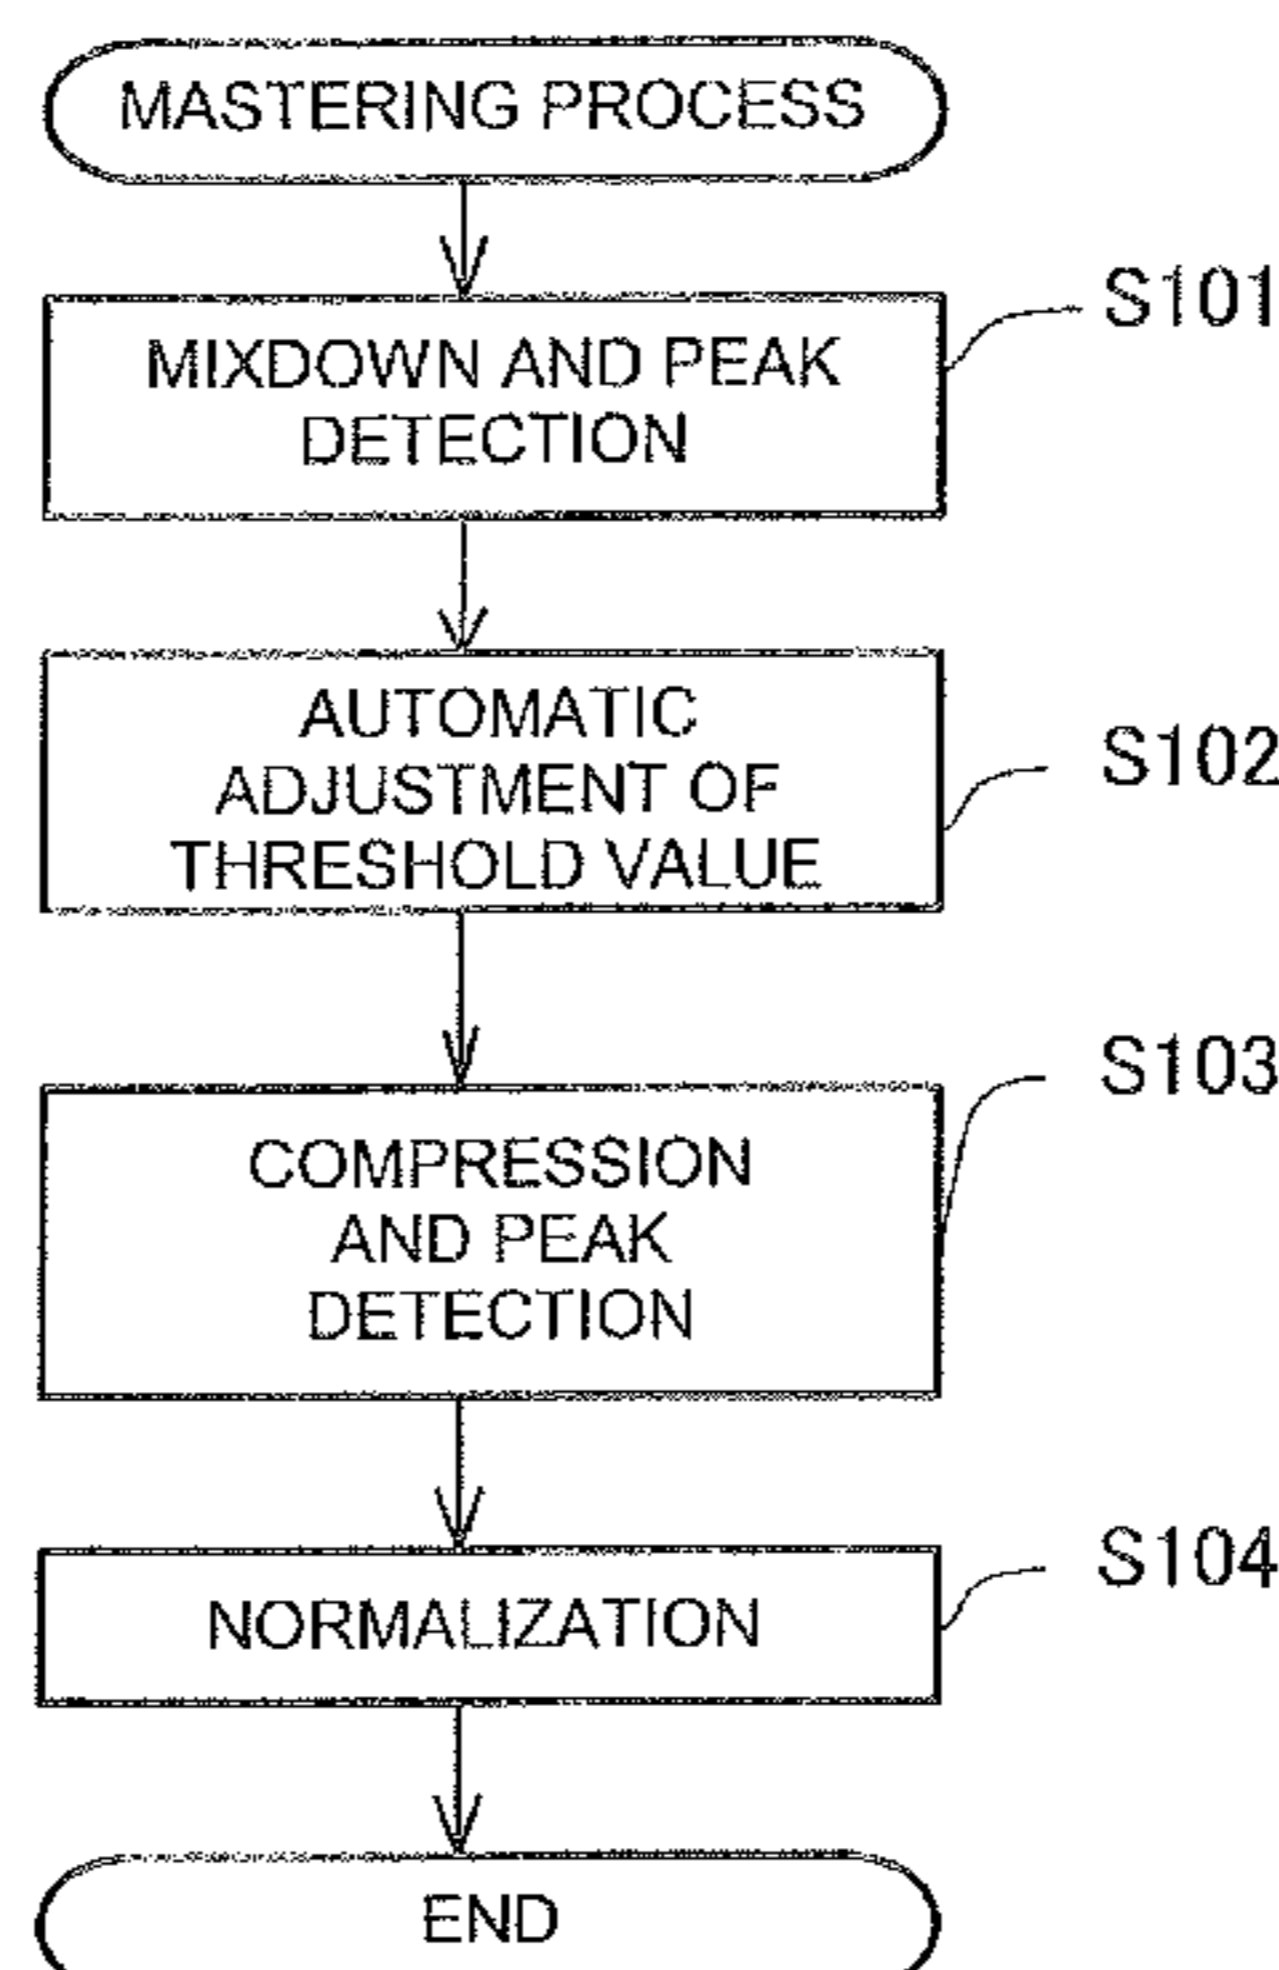 MASTERING PROCESS
S101
MIXDOWN AND PEAK
DETECTION
S102
AUTOMATIC
ADJUSTMENT OF
THRESHOLD VALUE
S103
COMPRESSION
AND PEAK
DETECTION
S104
NORMALIZATION
END